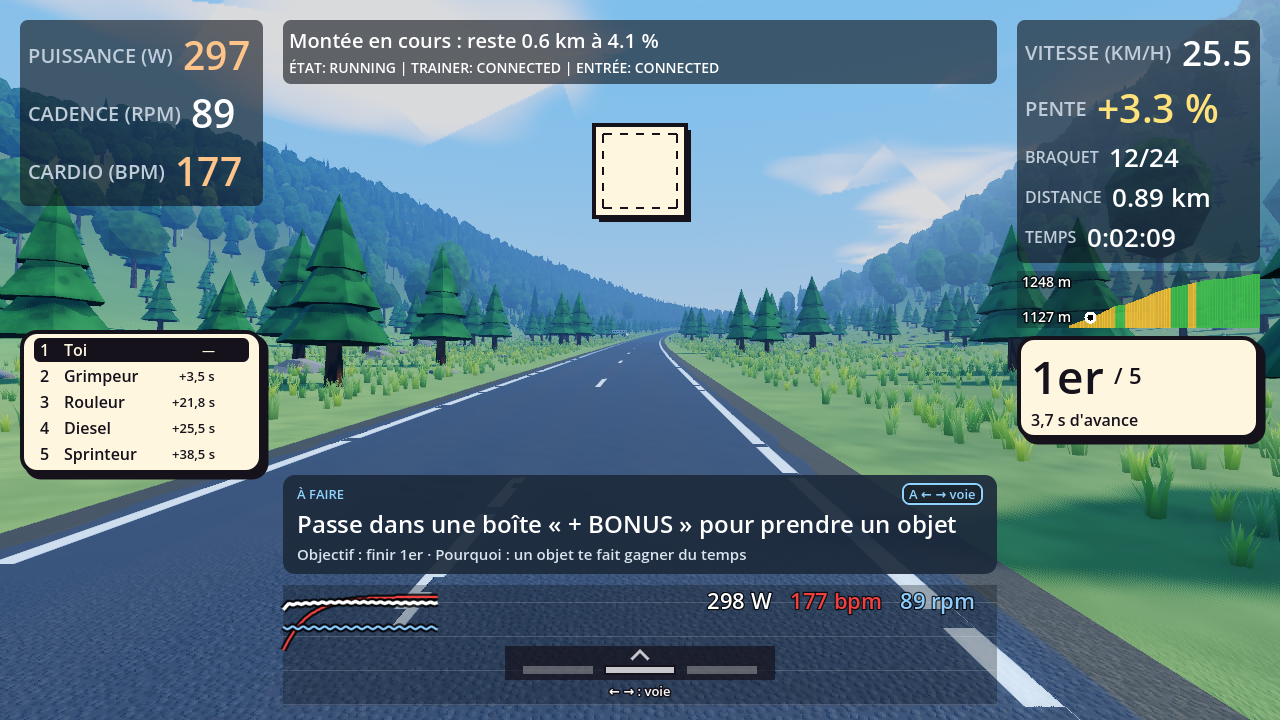 PUISSANCE (W) 297
CADENCE (RPM) 89
CARDIO (BPM) 177
Montée en cours : reste 0.6 km à 4.1 %
ÉTAT: RUNNING | TRAINER: CONNECTED | ENTRÉE: CONNECTED
VITESSE (KM/H) 25.5
PENTE +3.3 %
BRAQUET 12/24
DISTANCE 0.89 km
TEMPS 0:02:09
1248 m
1127 m
1 Toi —
2 Grimpeur +3,5 s
3 Rouleur +21,8 s
4 Diesel +25,5 s
5 Sprinteur +38,5 s
1er / 5
3,7 s d'avance
À FAIRE
A ← → voie
Passe dans une boîte « + BONUS » pour prendre un objet
Objectif : finir 1er · Pourquoi : un objet te fait gagner du temps
298 W 177 bpm 89 rpm
← → : voie